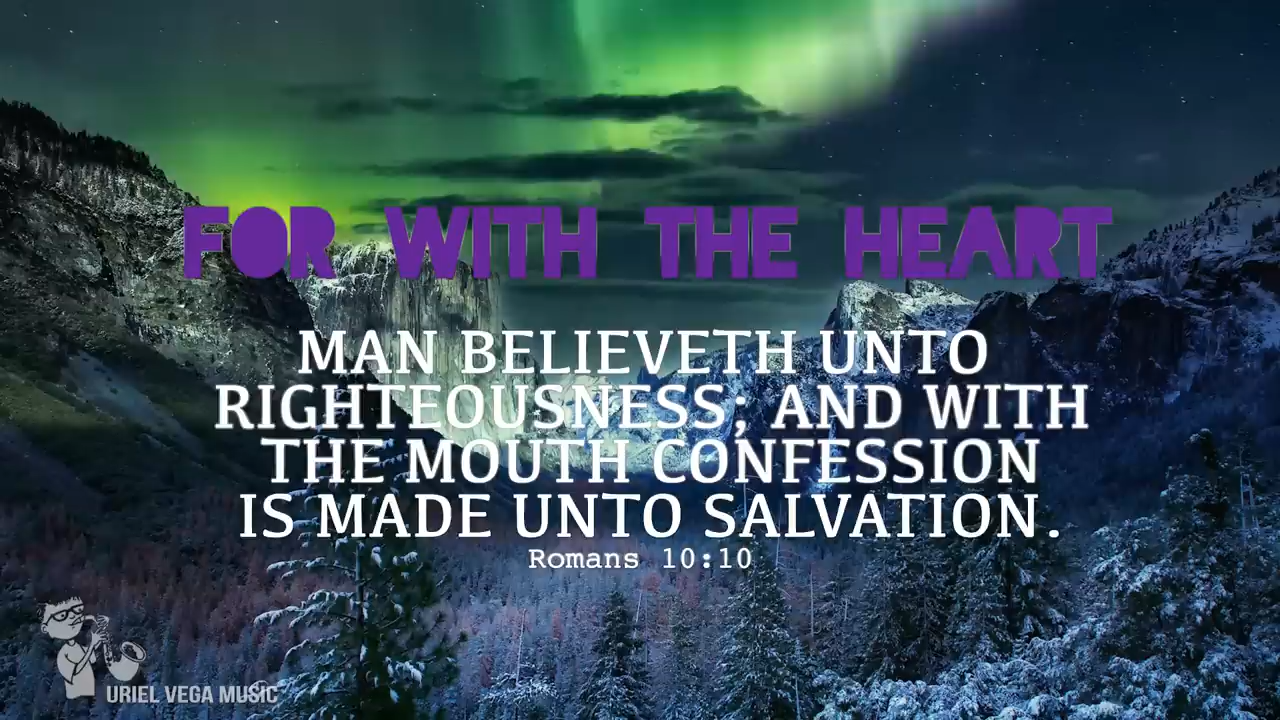 FOR WITH THE HEART
MAN BELIEVETH UNTO
RIGHTEOUSNESS; AND WITH
THE MOUTH CONFESSION
IS MADE UNTO SALVATION.
Romans 10:10
URIEL VEGA MUSIC